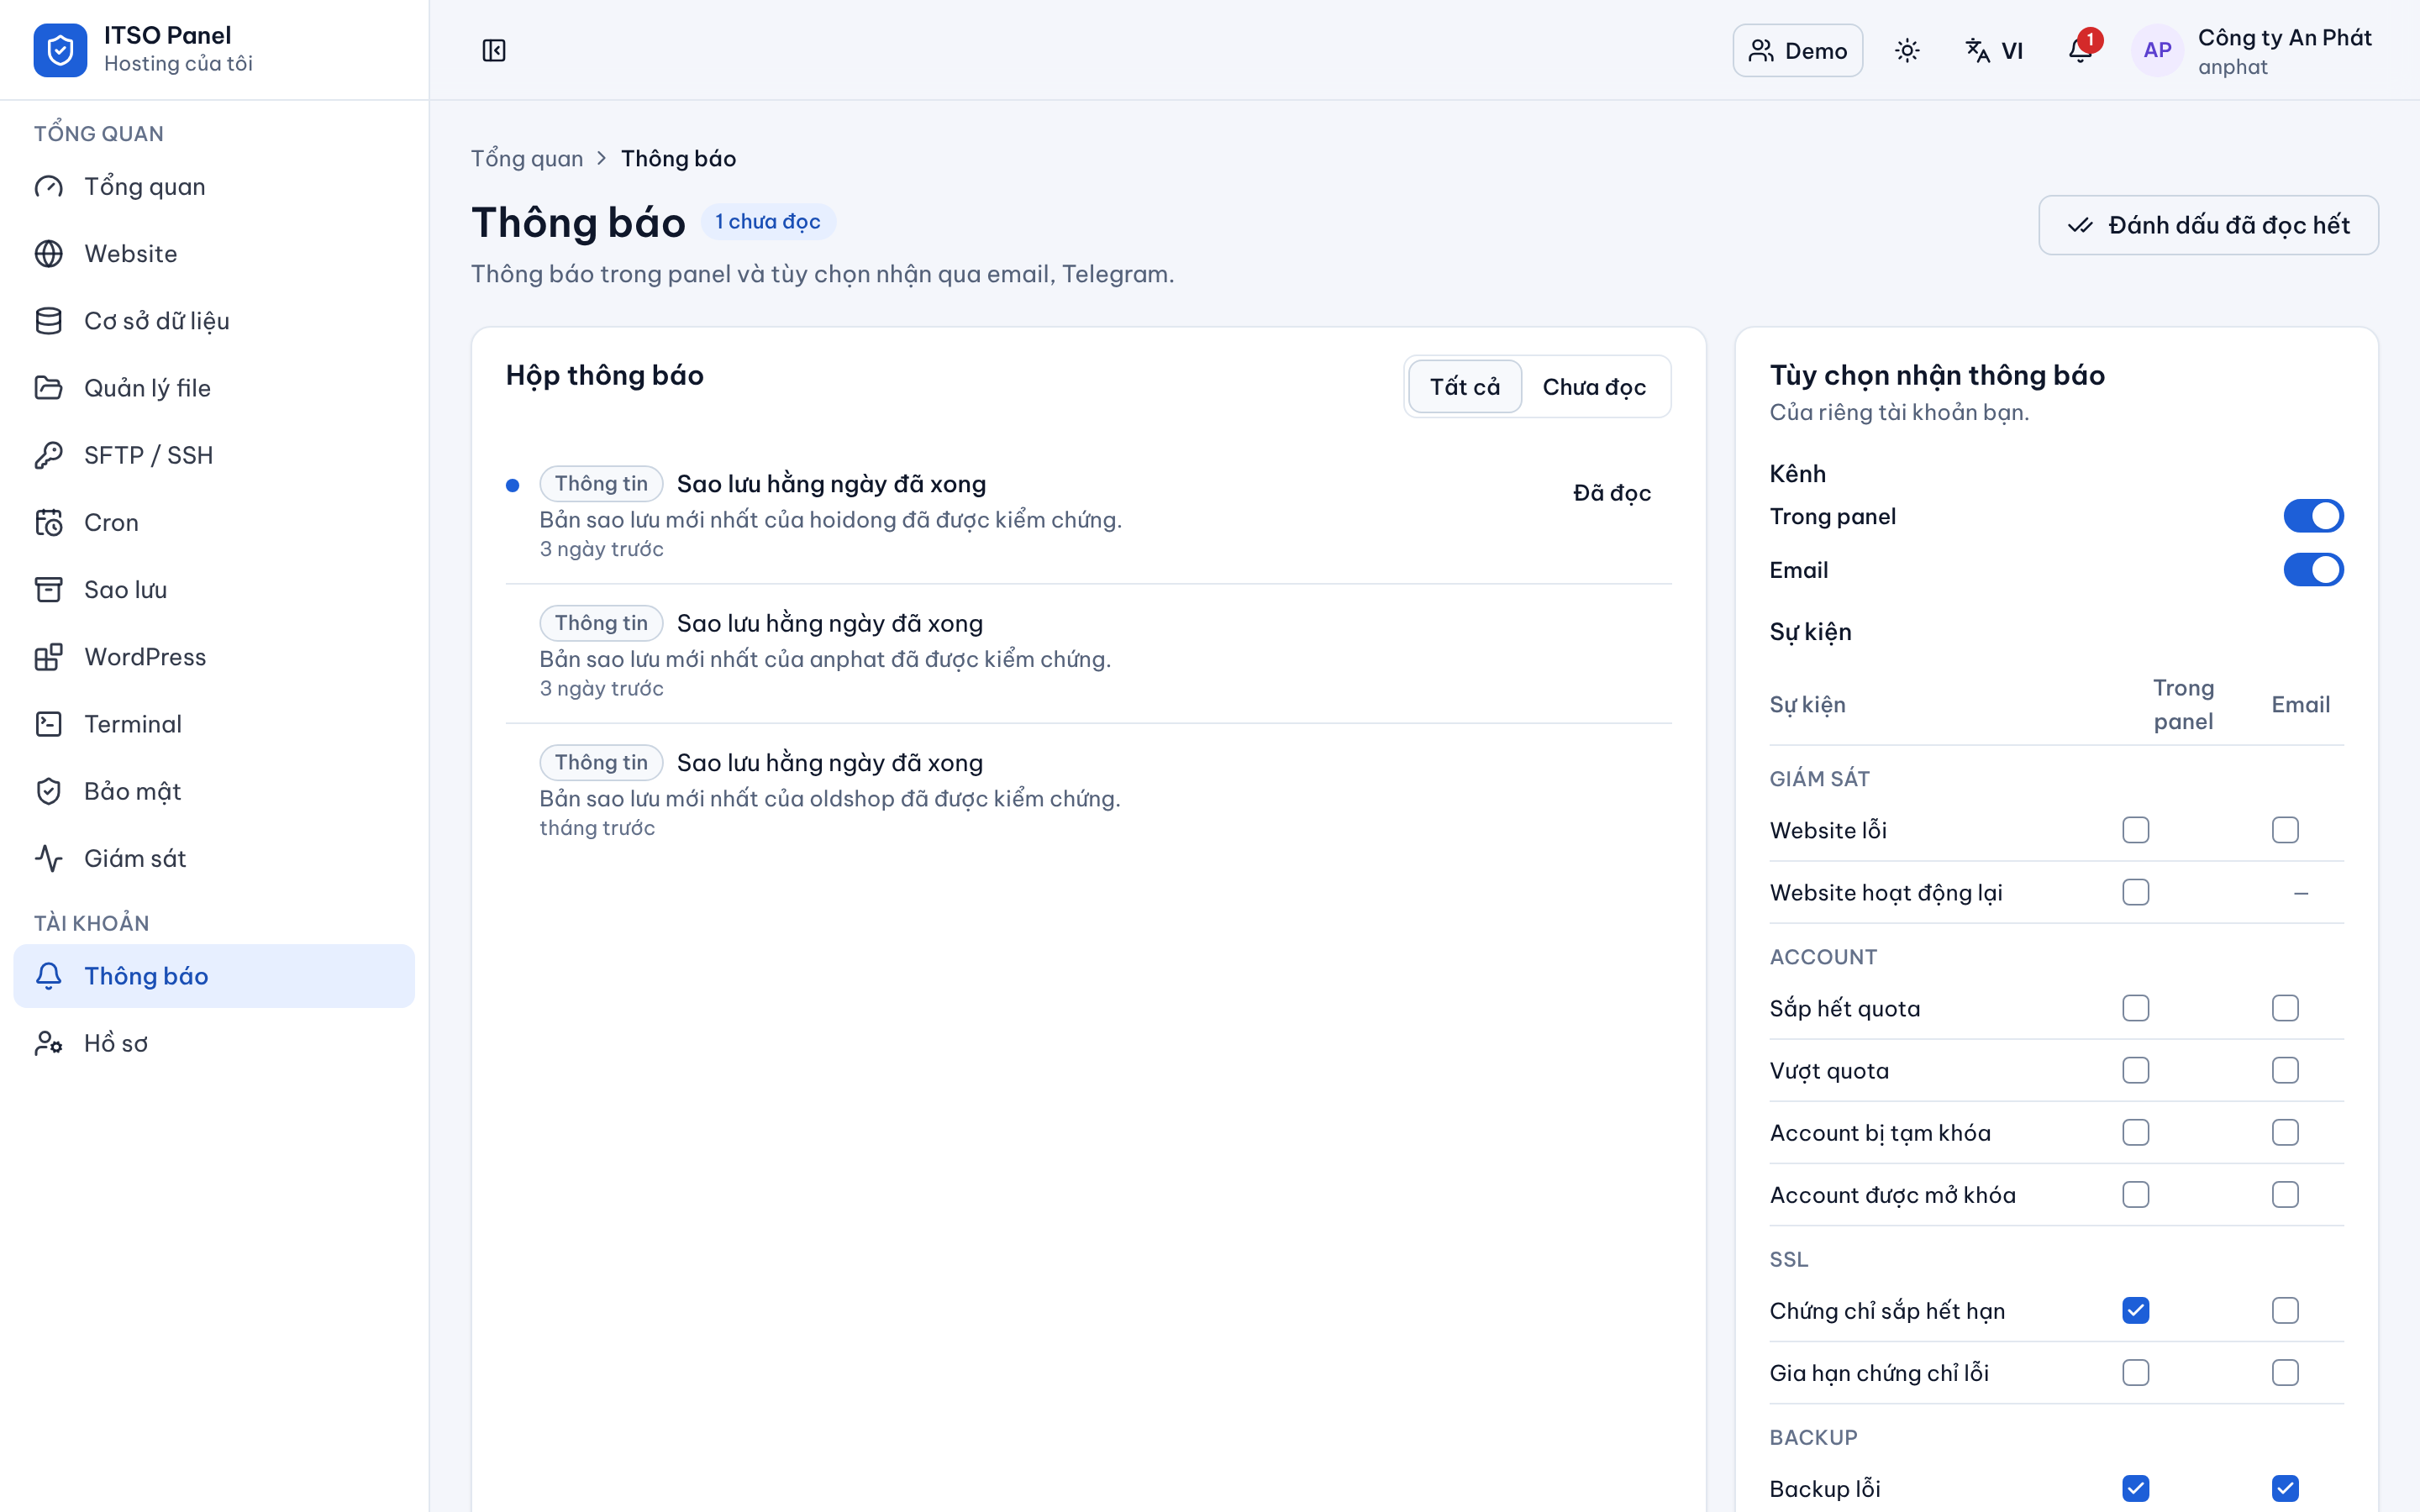 ITSO Panel
Hosting của tôi
Demo
VI
1
AP
Công ty An Phát
anphat
TỔNG QUAN
Tổng quan
Website
Cơ sở dữ liệu
Quản lý file
SFTP / SSH
Cron
Sao lưu
WordPress
Terminal
Bảo mật
Giám sát
TÀI KHOẢN
Thông báo
Hồ sơ
Tổng quan > Thông báo
Thông báo 1 chưa đọc
Thông báo trong panel và tùy chọn nhận qua email, Telegram.
Đánh dấu đã đọc hết
Hộp thông báo
Tất cả Chưa đọc
Thông tin Sao lưu hằng ngày đã xong
Bản sao lưu mới nhất của hoidong đã được kiểm chứng.
3 ngày trước
Đã đọc
Thông tin Sao lưu hằng ngày đã xong
Bản sao lưu mới nhất của anphat đã được kiểm chứng.
3 ngày trước
Thông tin Sao lưu hằng ngày đã xong
Bản sao lưu mới nhất của oldshop đã được kiểm chứng.
tháng trước
Tùy chọn nhận thông báo
Của riêng tài khoản bạn.
Kênh
Trong panel
Email
Sự kiện
Sự kiện Trong panel Email
GIÁM SÁT
Website lỗi
Website hoạt động lại –
ACCOUNT
Sắp hết quota
Vượt quota
Account bị tạm khóa
Account được mở khóa
SSL
Chứng chỉ sắp hết hạn
Gia hạn chứng chỉ lỗi
BACKUP
Backup lỗi